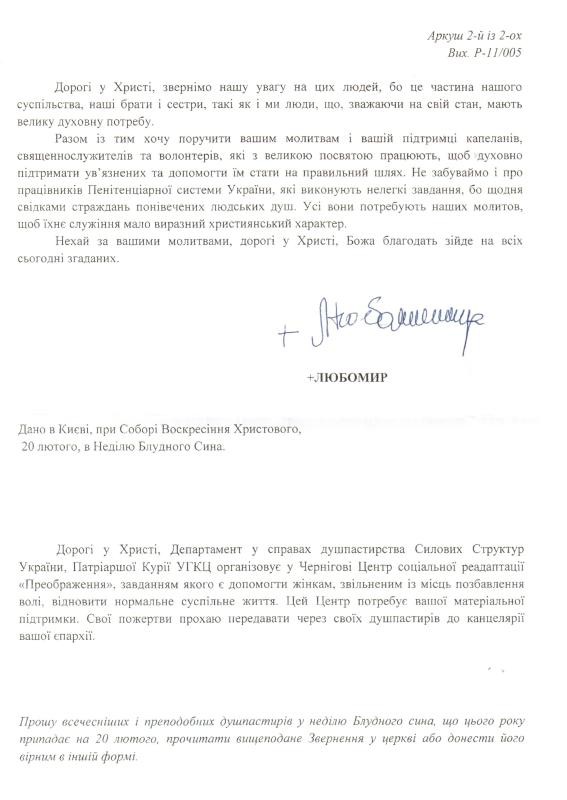 Аркуш 2-й із 2-ох
Вих. Р-11/005
Дорогі у Христі, звернімо нашу увагу на цих людей, бо це частина нашого
суспільства, наші брати і сестри, такі як і ми люди, що, зважаючи на свій стан, мають
велику духовну потребу.
Разом із тим хочу поручити вашим молитвам і вашій підтримці капеланів,
священнослужителів та волонтерів, які з великою посвятою працюють, щоб духовно
підтримати ув’язнених та допомогти їм стати на правильний шлях. Не забуваймо і про
працівників Пенітенціарної системи України, які виконують нелегкі завдання, бо щодня
свідками страждань понівечених людських душ. Усі вони потребують наших молитов,
щоб їхнє служіння мало виразний християнський характер.
Нехай за вашими молитвами, дорогі у Христі, Божа благодать зійде на всіх
сьогодні згаданих.
+
+ЛЮБОМИР
Дано в Києві, при Соборі Воскресіння Христового,
20 лютого, в Неділю Блудного Сина.
Дорогі у Христі, Департамент у справах душпастирства Силових Структур
України, Патріаршої Курії УГКЦ організовує у Чернігові Центр соціальної реадаптації
«Преображення», завданням якого є допомогти жінкам, звільненим із місць позбавлення
волі, відновити нормальне суспільне життя. Цей Центр потребує вашої матеріальної
підтримки. Свої пожертви прохаю передавати через своїх душпастирів до канцелярії
вашої єпархії.
Прошу всечесніших і преподобних душпастирів у неділю Блудного сина, що цього року
припадає на 20 лютого, прочитати вищеподане Звернення у церкві або донести його
вірним в іншій формі.